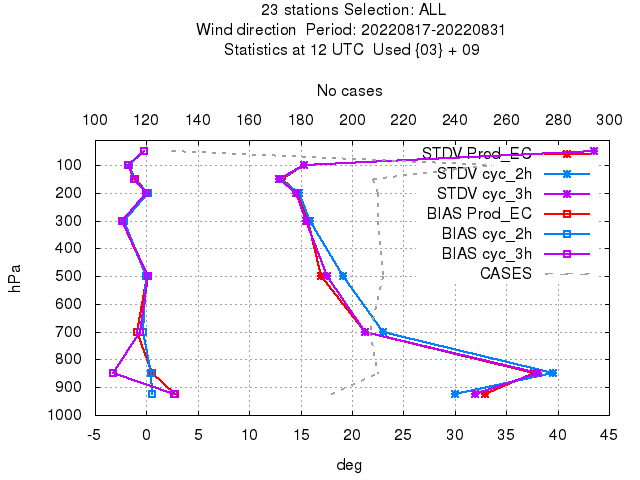 23 stations Selection: ALL
Wind direction  Period: 20220817-20220831
Statistics at 12 UTC  Used {03} + 09
No cases
100 120 140 160 180 200 220 240 260 280 300
STDV Prod_EC
STDV cyc_2h
STDV cyc_3h
BIAS Prod_EC
BIAS cyc_2h
BIAS cyc_3h
CASES
hPa
100
200
300
400
500
600
700
800
900
1000
-5 0 5 10 15 20 25 30 35 40 45
deg